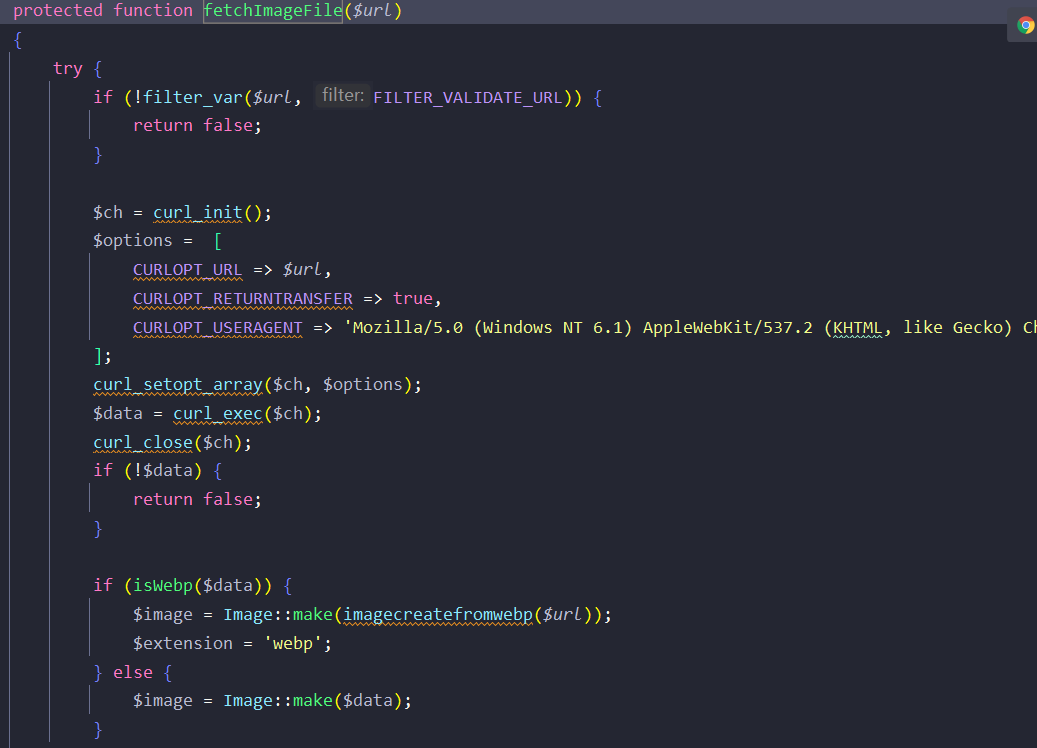 protected function fetchImageFile($url)
{
    try {
        if (!filter_var($url, filter: FILTER_VALIDATE_URL)) {
            return false;
        }

        $ch = curl_init();
        $options =  [
            CURLOPT_URL => $url,
            CURLOPT_RETURNTRANSFER => true,
            CURLOPT_USERAGENT => 'Mozilla/5.0 (Windows NT 6.1) AppleWebKit/537.2 (KHTML, like Gecko) Ch
        ];
        curl_setopt_array($ch, $options);
        $data = curl_exec($ch);
        curl_close($ch);
        if (!$data) {
            return false;
        }

        if (isWebp($data)) {
            $image = Image::make(imagecreatefromwebp($url));
            $extension = 'webp';
        } else {
            $image = Image::make($data);
        }